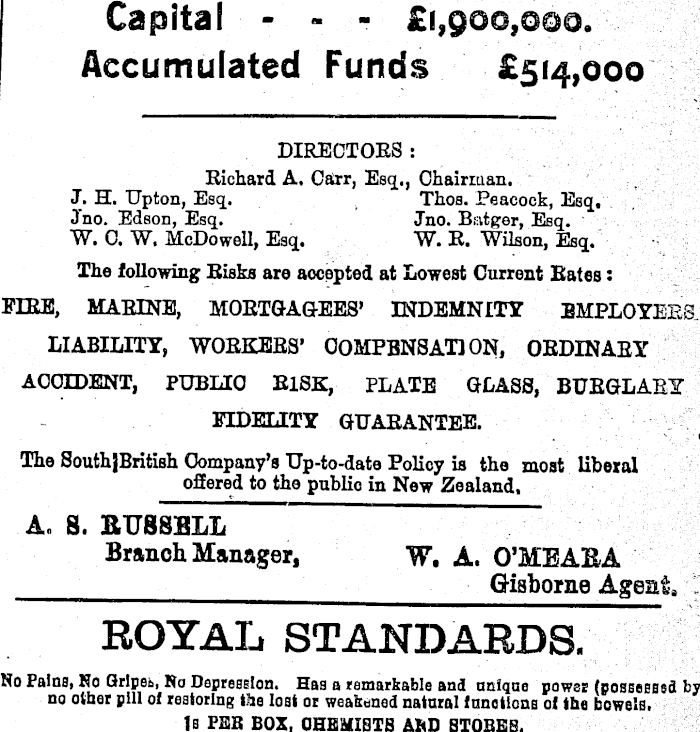 Capital - - - £1,900,000.
Accumulated Funds £514,000
DIRECTORS :
Richard A. Carr, Esq., Chairman.
J. H. Upton, Esq. Thos. Peacock, Esq.
Jno. Edson, Esq. Jno. Batger, Esq.
W. C. W. McDowell, Esq. W. R. Wilson, Esq.
The following Risks are accepted at Lowest Current Rates :
FIRE, MARINE, MORTGAGEES' INDEMNITY EMPLOYERS
LIABILITY, WORKERS' COMPENSATION, ORDINARY
ACCIDENT, PUBLIC RISK, PLATE GLASS, BURGLARY
FIDELITY GUARANTEE.
The South British Company's Up-to-date Policy is the most liberal
offered to the public in New Zealand.
A. S. RUSSELL
Branch Manager,
W. A. O'MEARA
Gisborne Agent.
ROYAL STANDARDS.
No Pains, No Gripes, No Depression. Has a remarkable and unique power (possessed by
no other pill of restoring the lost or weakened natural functions of the bowels.
1s PER BOX, CHEMISTS AND STORES.